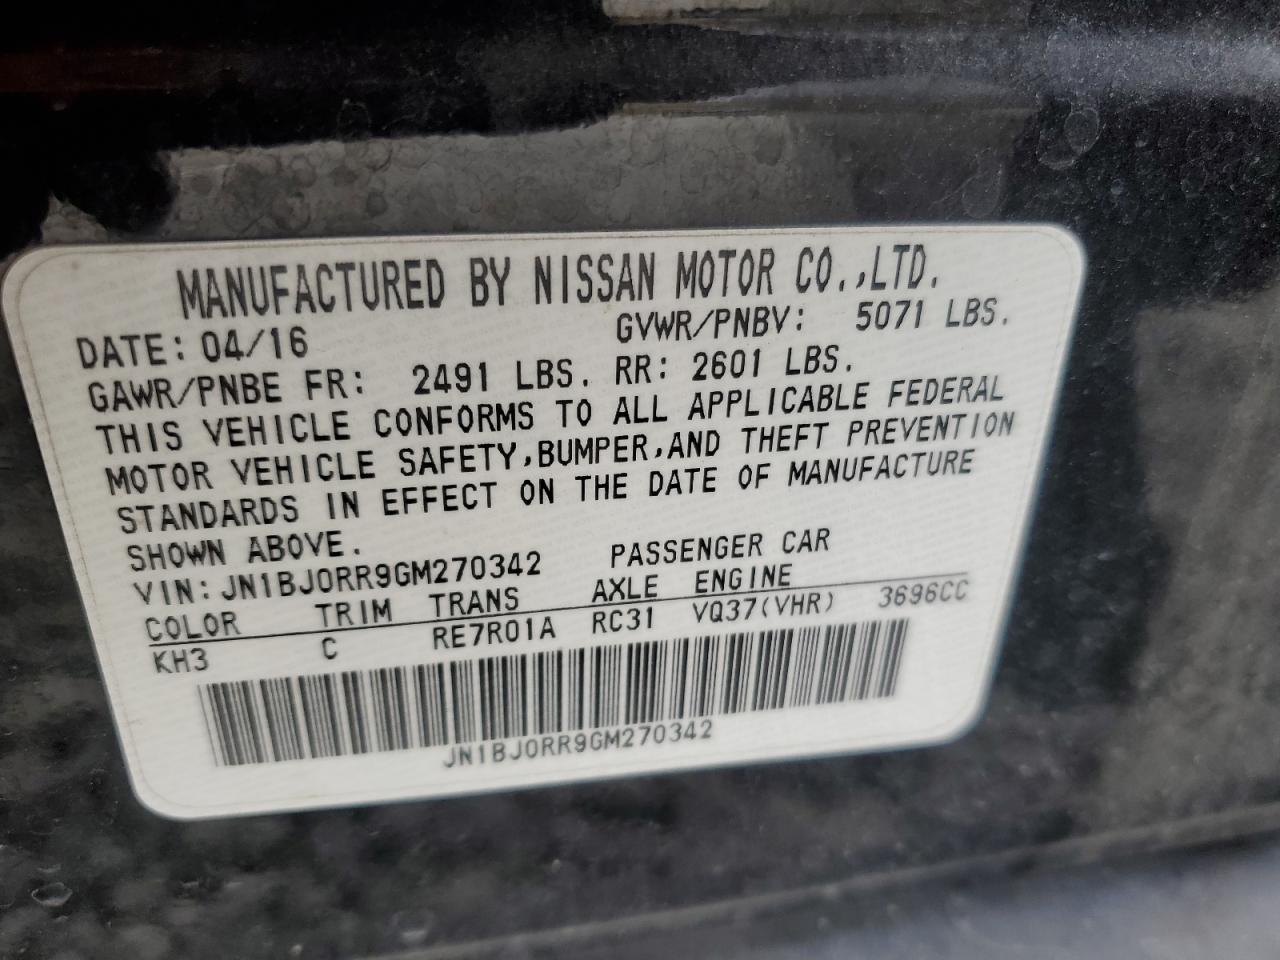 MANUFACTURED BY NISSAN MOTOR CO.,LTD.
DATE: 04/16 GVWR/PNBV: 5071 LBS.
GAWR/PNBE FR: 2491 LBS. RR: 2601 LBS.
THIS VEHICLE CONFORMS TO ALL APPLICABLE FEDERAL
MOTOR VEHICLE SAFETY,BUMPER,AND THEFT PREVENTION
STANDARDS IN EFFECT ON THE DATE OF MANUFACTURE
SHOWN ABOVE.
VIN:JN1BJ0RR9GM270342 PASSENGER CAR
COLOR TRIM TRANS AXLE ENGINE
KH3 C RE7R01A RC31 VQ37(VHR) 3696CC
JN1BJ0RR9GM270342